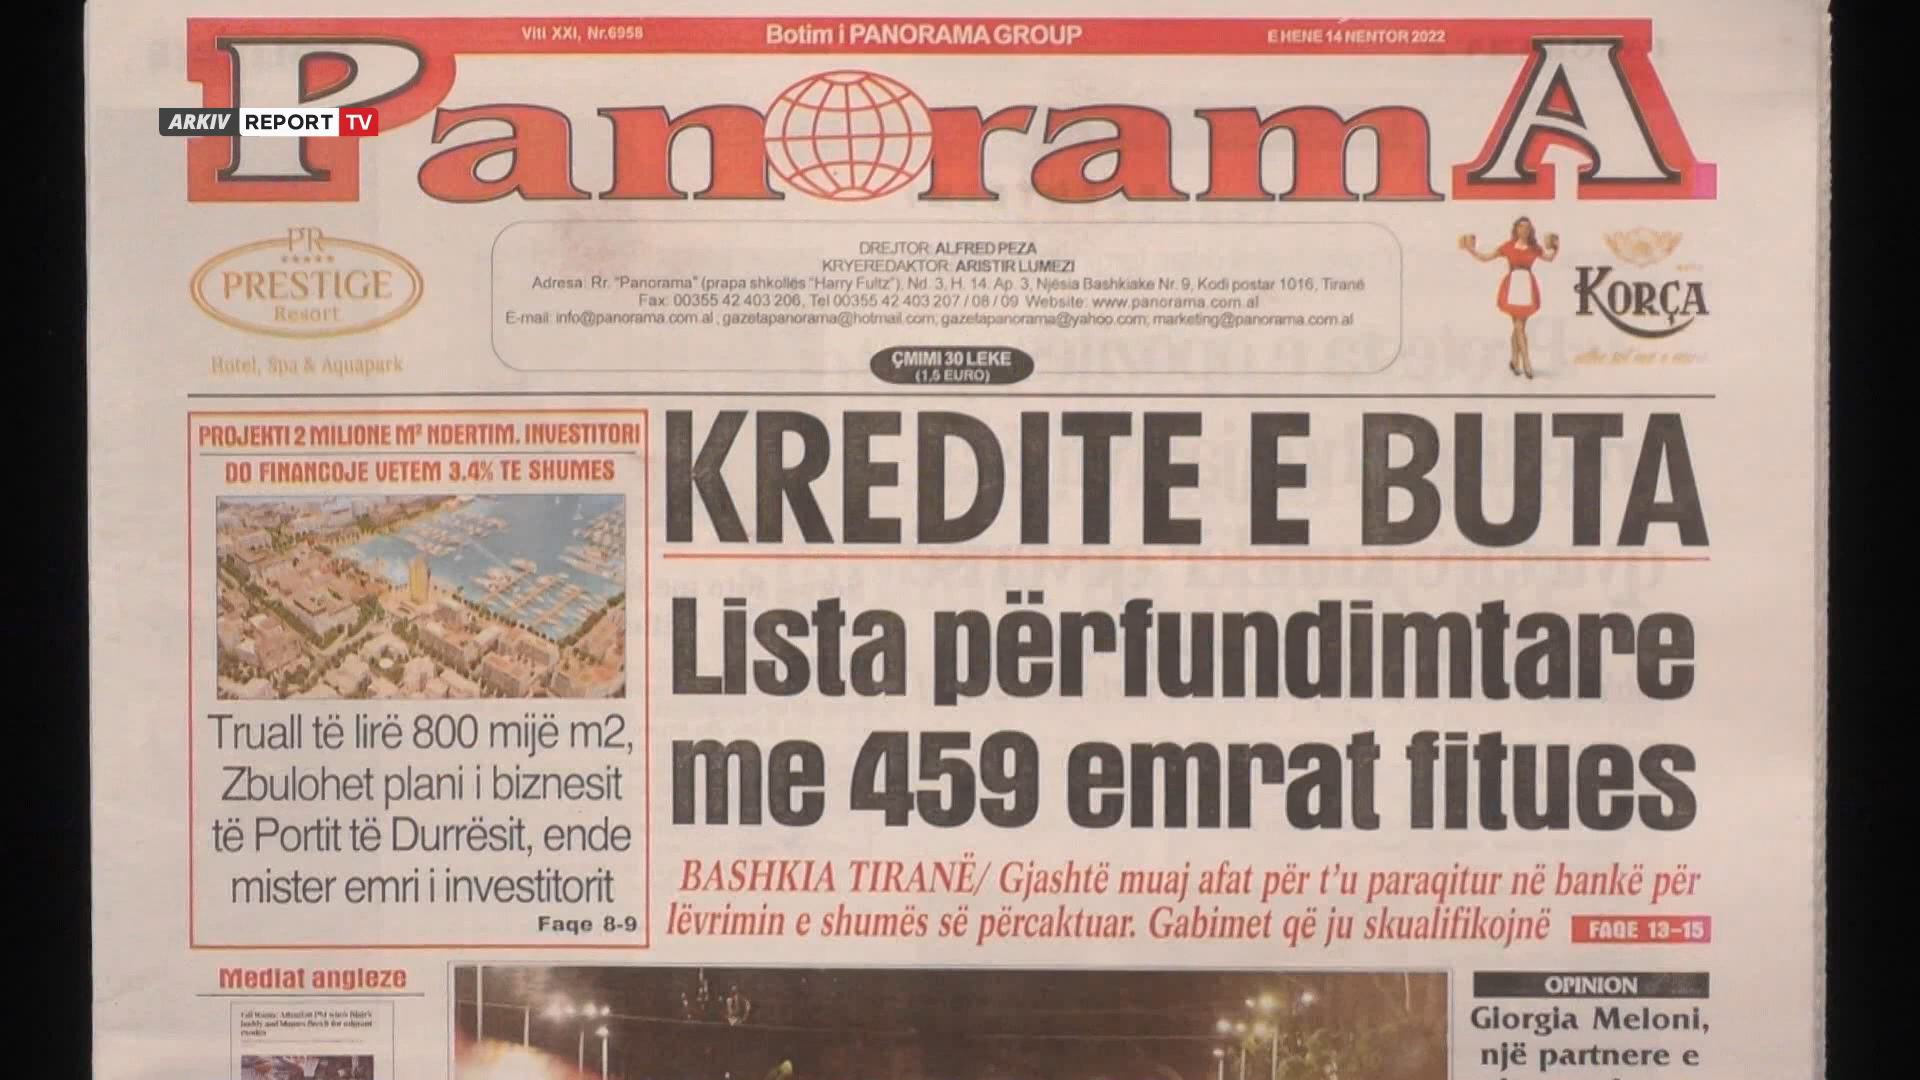 Viti XXI, Nr.6958
Botim i PANORAMA GROUP
E HENE 14 NENTOR 2022
PanoramA
ARKIV REPORT TV
PR
PRESTIGE
Resort
Hotel, Spa & Aquapark
DREJTOR: ALFRED PEZA
KRYEREDAKTOR: ARISTIR LUMEZI
Adresa: Rr. "Panorama" (prapa shkollës "Harry Fultz"), Nd. 3, H. 14. Ap. 3, Njësia Bashkiake Nr. 9, Kodi postar 1016, Tiranë
Fax: 00355 42 403 206, Tel 00355 42 403 207 / 08 / 09 Website: www.panorama.com.al
E-mail: info@panorama.com.al ; gazetapanorama@hotmail.com; gazetapanorama@yahoo.com; marketing@panorama.com.al
ÇMIMI 30 LEKE
(1,5 EURO)
KORÇA
PROJEKTI 2 MILIONE M² NDERTIM. INVESTITORI
DO FINANCOJE VETEM 3.4% TE SHUMES
Truall të lirë 800 mijë m2,
Zbulohet plani i biznesit
të Portit të Durrësit, ende
mister emri i investitorit
Faqe 8-9
KREDITE E BUTA
Lista përfundimtare
me 459 emrat fitues
BASHKIA TIRANË/ Gjashtë muaj afat për t'u paraqitur në bankë për
lëvrimin e shumës së përcaktuar. Gabimet që ju skualifikojnë
FAQE 13-15
Mediat angleze
OPINION
Giorgia Meloni,
një partnere e